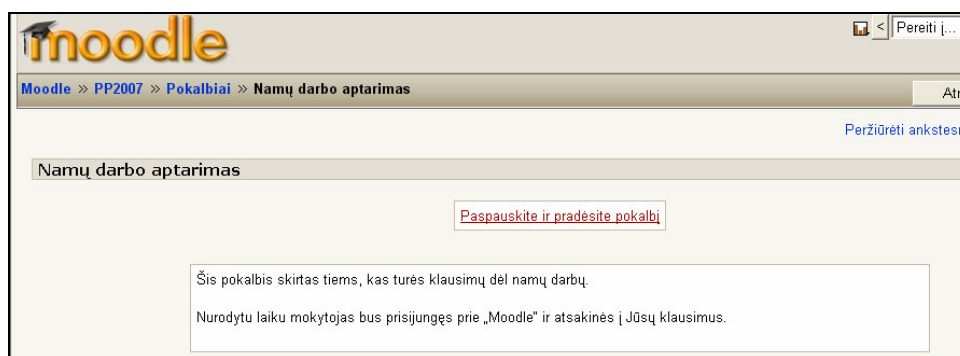 moodle
< Pereiti į...
Moodle » PP2007 » Pokalbiai » Namų darbo aptarimas
Peržiūrėti
Namų darbo aptarimas
Paspauskite ir pradėsite pokalbį
Šis pokalbis skirtas tiems, kas turės klausimų dėl namų darbų.
Nurodytu laiku mokytojas bus prisijungęs prie „Moodle" ir atsakinės į Jūsų klausimus.